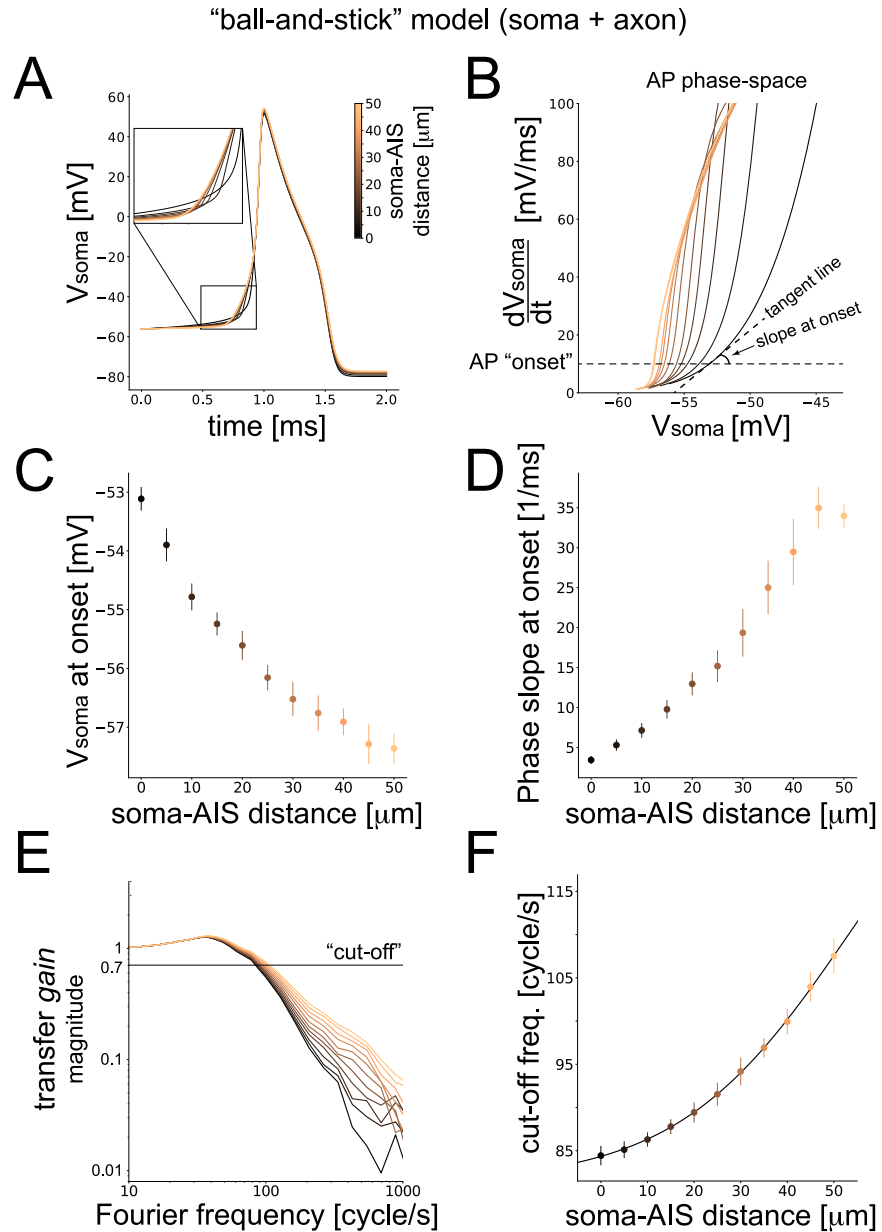 “ball-and-stick” model (soma + axon)
A
60
40
20
0
−20
−40
−60
−80
Vsoma [mV]
0.0 0.5 1.0 1.5 2.0
time [ms]
50
40
30
20
10
0
soma-AIS
distance [μm]
B
AP phase-space
100
80
60
40
20
0
dVsoma
dt
[mV/ms]
AP “onset”
tangent line
slope at onset
−60 −55 −50 −45
Vsoma [mV]
C
−53
−54
−55
−56
−57
Vsoma at onset [mV]
0 10 20 30 40 50
soma-AIS distance [μm]
D
35
30
25
20
15
10
5
Phase slope at onset [1/ms]
0 10 20 30 40 50
soma-AIS distance [μm]
E
1
0.7
0.1
0.01
transfer gain
magnitude
“cut-off”
10 100 1000
Fourier frequency [cycle/s]
F
115
105
95
85
cut-off freq. [cycle/s]
0 10 20 30 40 50
soma-AIS distance [μm]